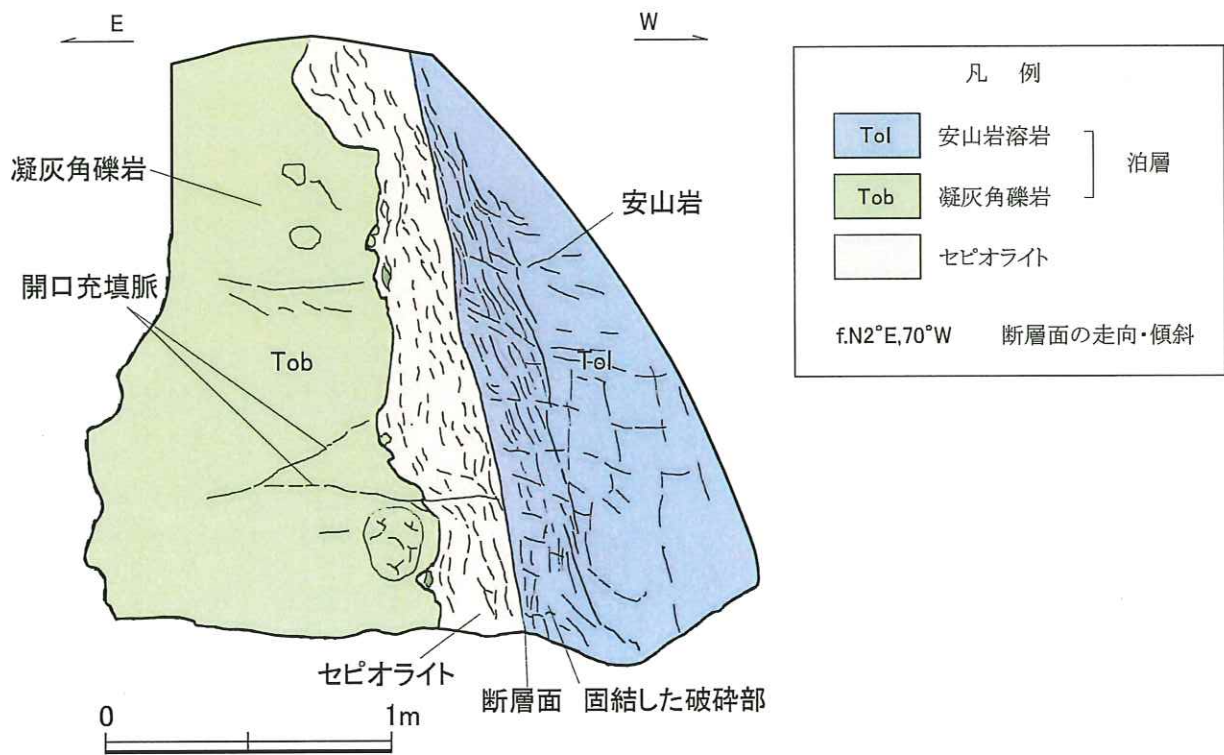 E
W
凡 例
Tol 安山岩溶岩
泊層
Tob 凝灰角礫岩
セピオライト
f.N2°E,70°W 断層面の走向・傾斜
凝灰角礫岩
安山岩
開口充填脈
Tob
Tol
セピオライト
断層面
固結した破砕部
0
1m